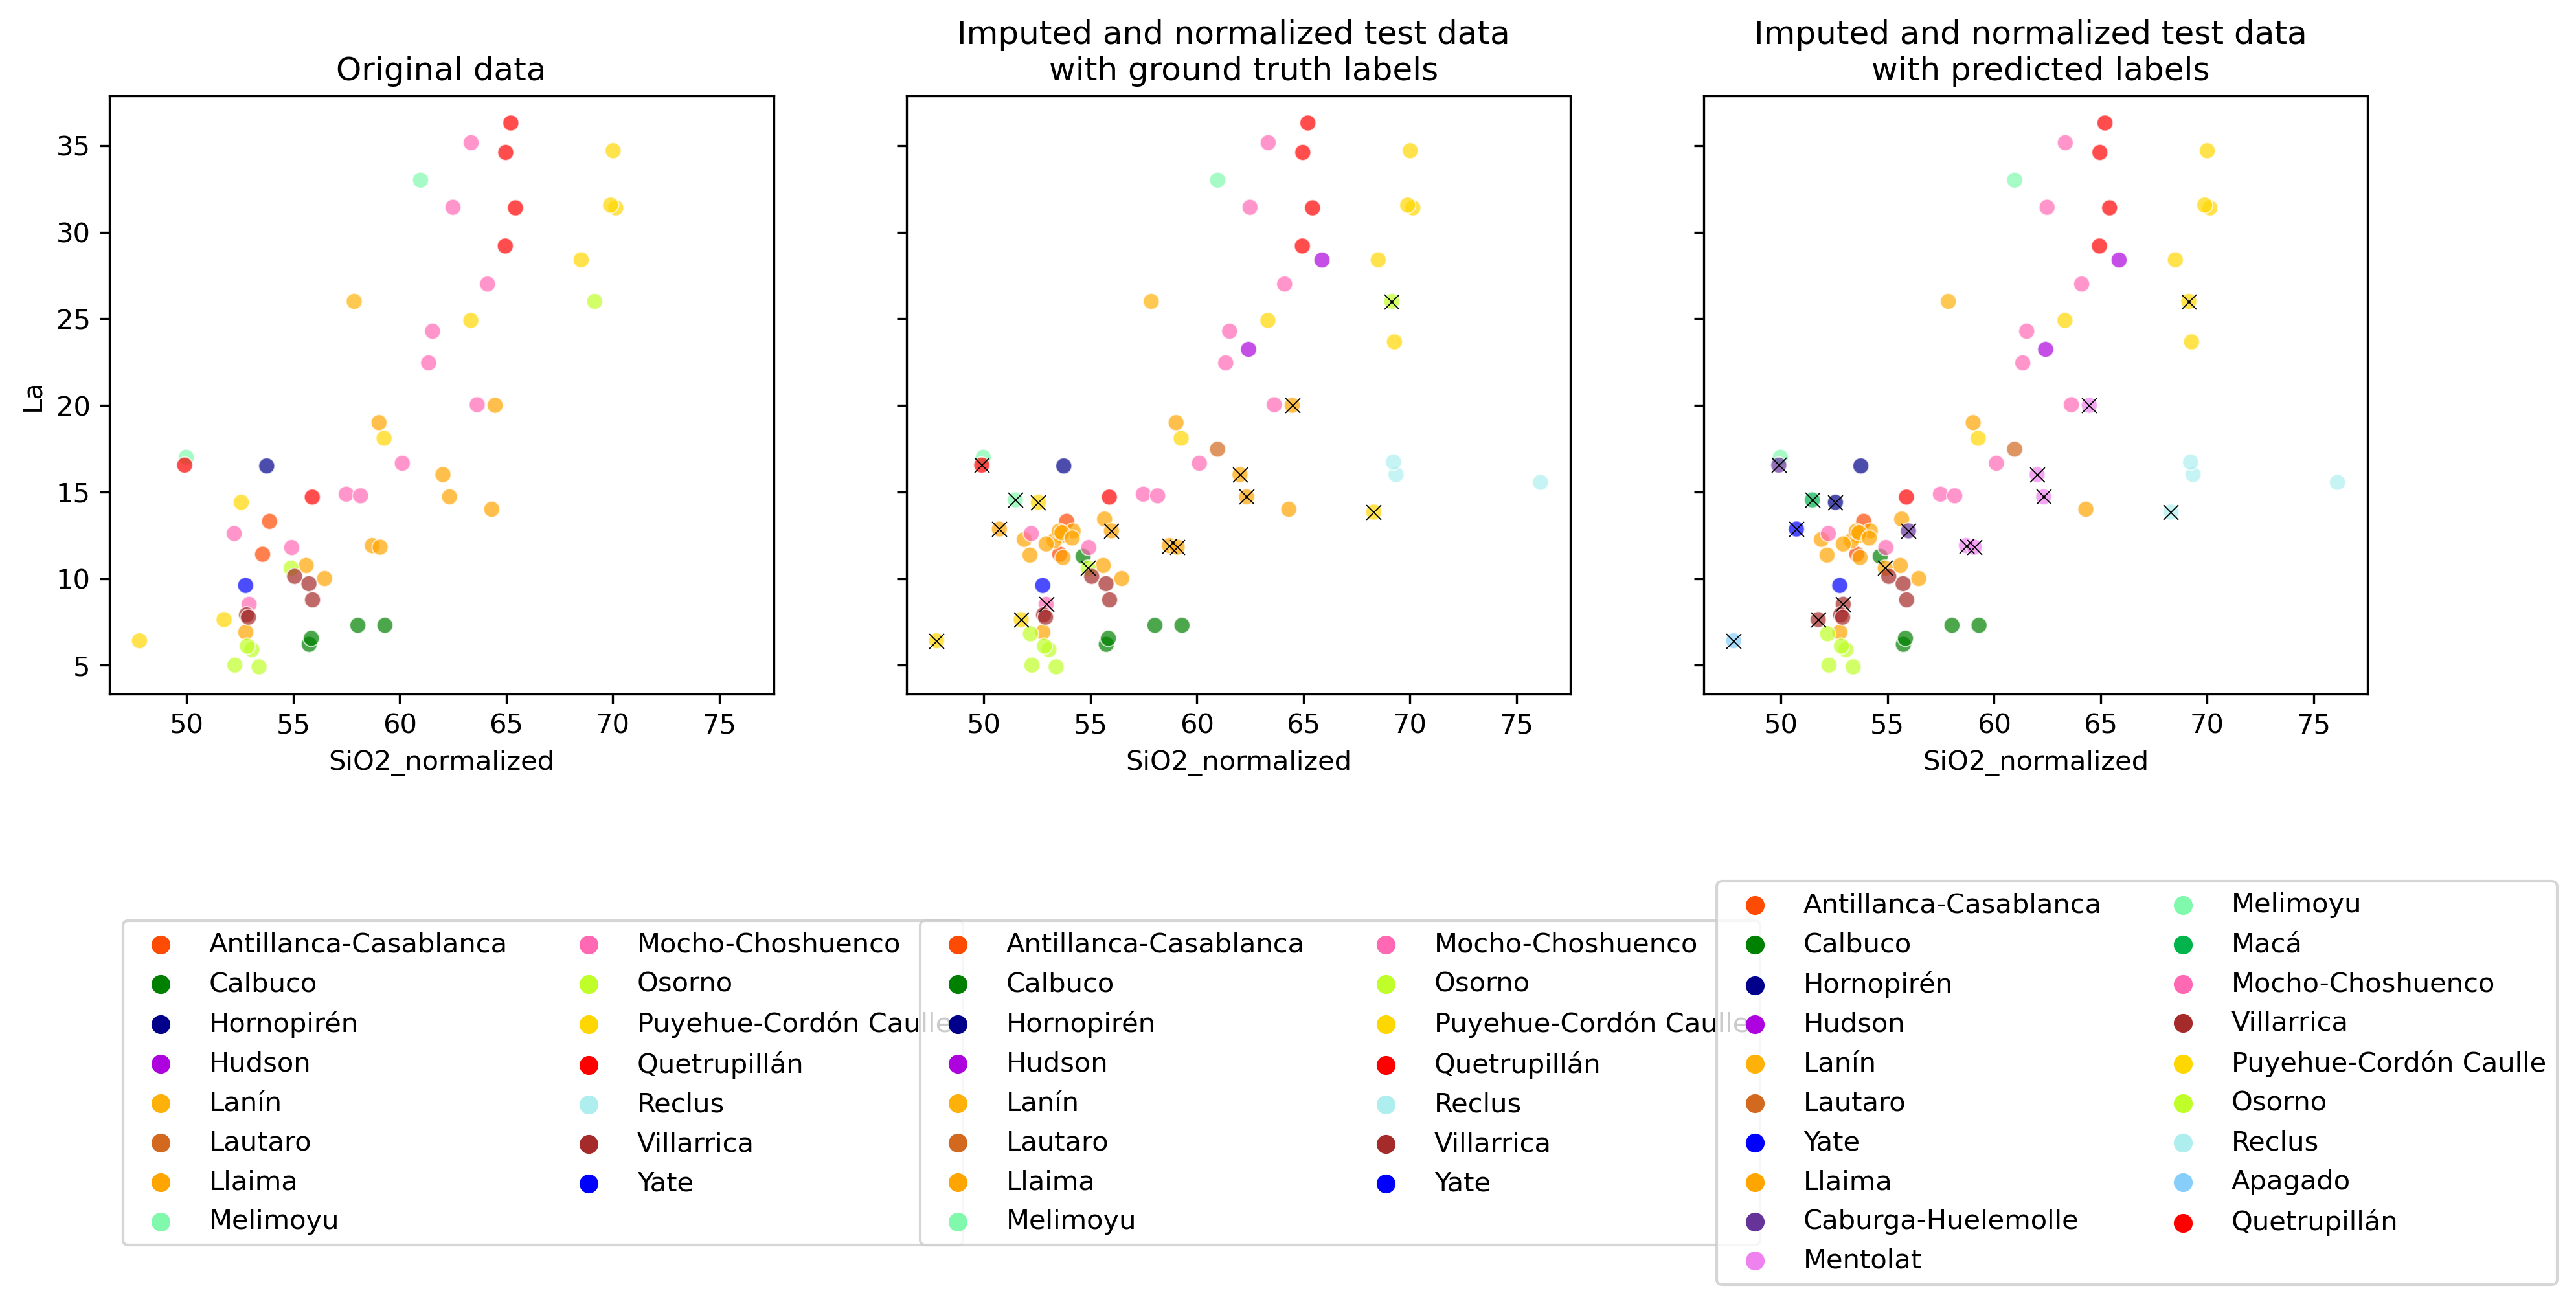 Original data
Imputed and normalized test data
with ground truth labels
Imputed and normalized test data
with predicted labels
La
35
30
25
20
15
10
5
50 55 60 65 70 75
SiO2_normalized
50 55 60 65 70 75
SiO2_normalized
50 55 60 65 70 75
SiO2_normalized
Antillanca-Casablanca
Calbuco
Hornopirén
Hudson
Lanín
Lautaro
Llaima
Melimoyu
Mocho-Choshuenco
Osorno
Puyehue-Cordón Caulle
Quetrupillán
Reclus
Villarrica
Yate
Antillanca-Casablanca
Calbuco
Hornopirén
Hudson
Lanín
Lautaro
Llaima
Melimoyu
Mocho-Choshuenco
Osorno
Puyehue-Cordón Caulle
Quetrupillán
Reclus
Villarrica
Yate
Antillanca-Casablanca
Calbuco
Hornopirén
Hudson
Lanín
Lautaro
Yate
Llaima
Caburga-Huelemolle
Mentolat
Melimoyu
Macá
Mocho-Choshuenco
Villarrica
Puyehue-Cordón Caulle
Osorno
Reclus
Apagado
Quetrupillán